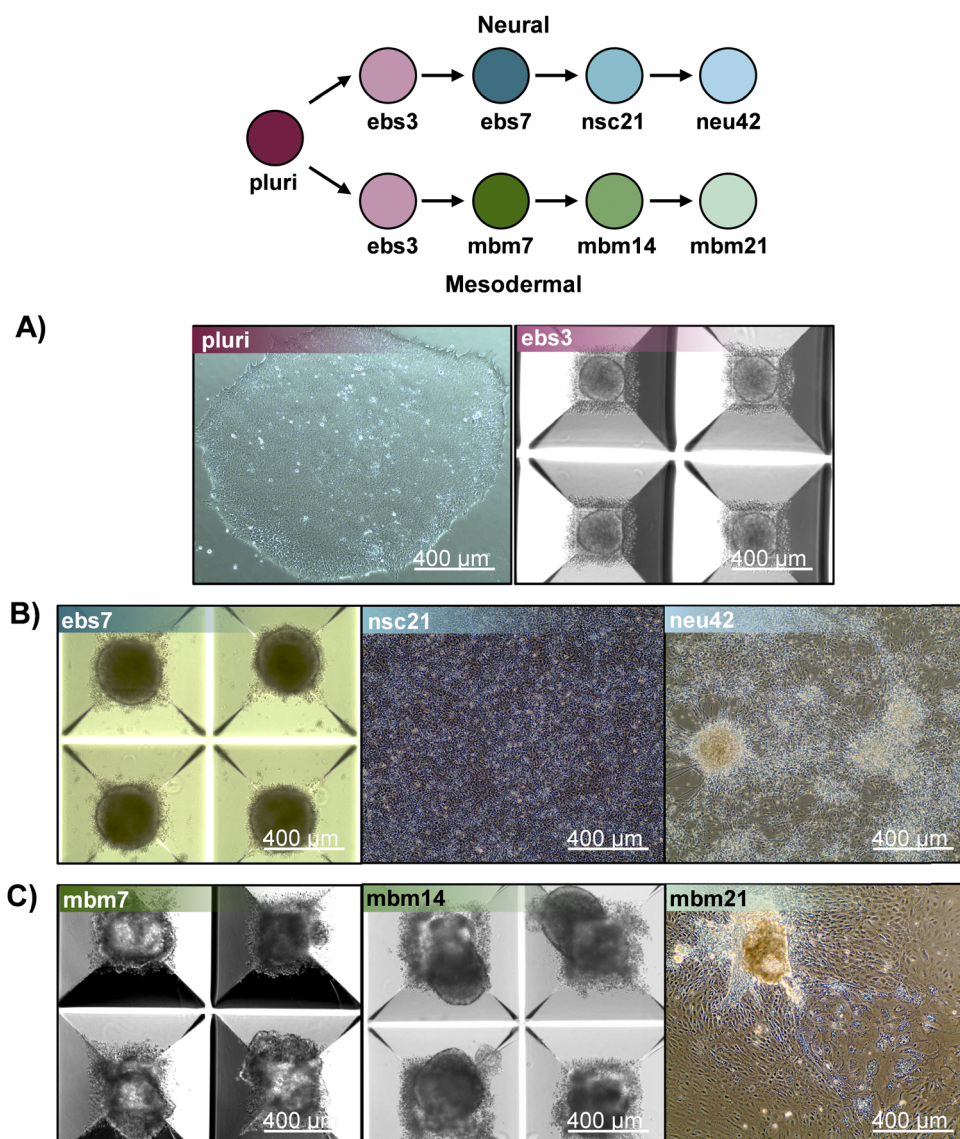 Neural
ebs3 ebs7 nsc21 neu42
pluri
ebs3 mbm7 mbm14 mbm21
Mesodermal
A)
pluri ebs3
400 µm 400 µm
B)
ebs7 nsc21 neu42
400 µm 400 µm 400 µm
C)
mbm7 mbm14 mbm21
400 µm 400 µm 400 µm